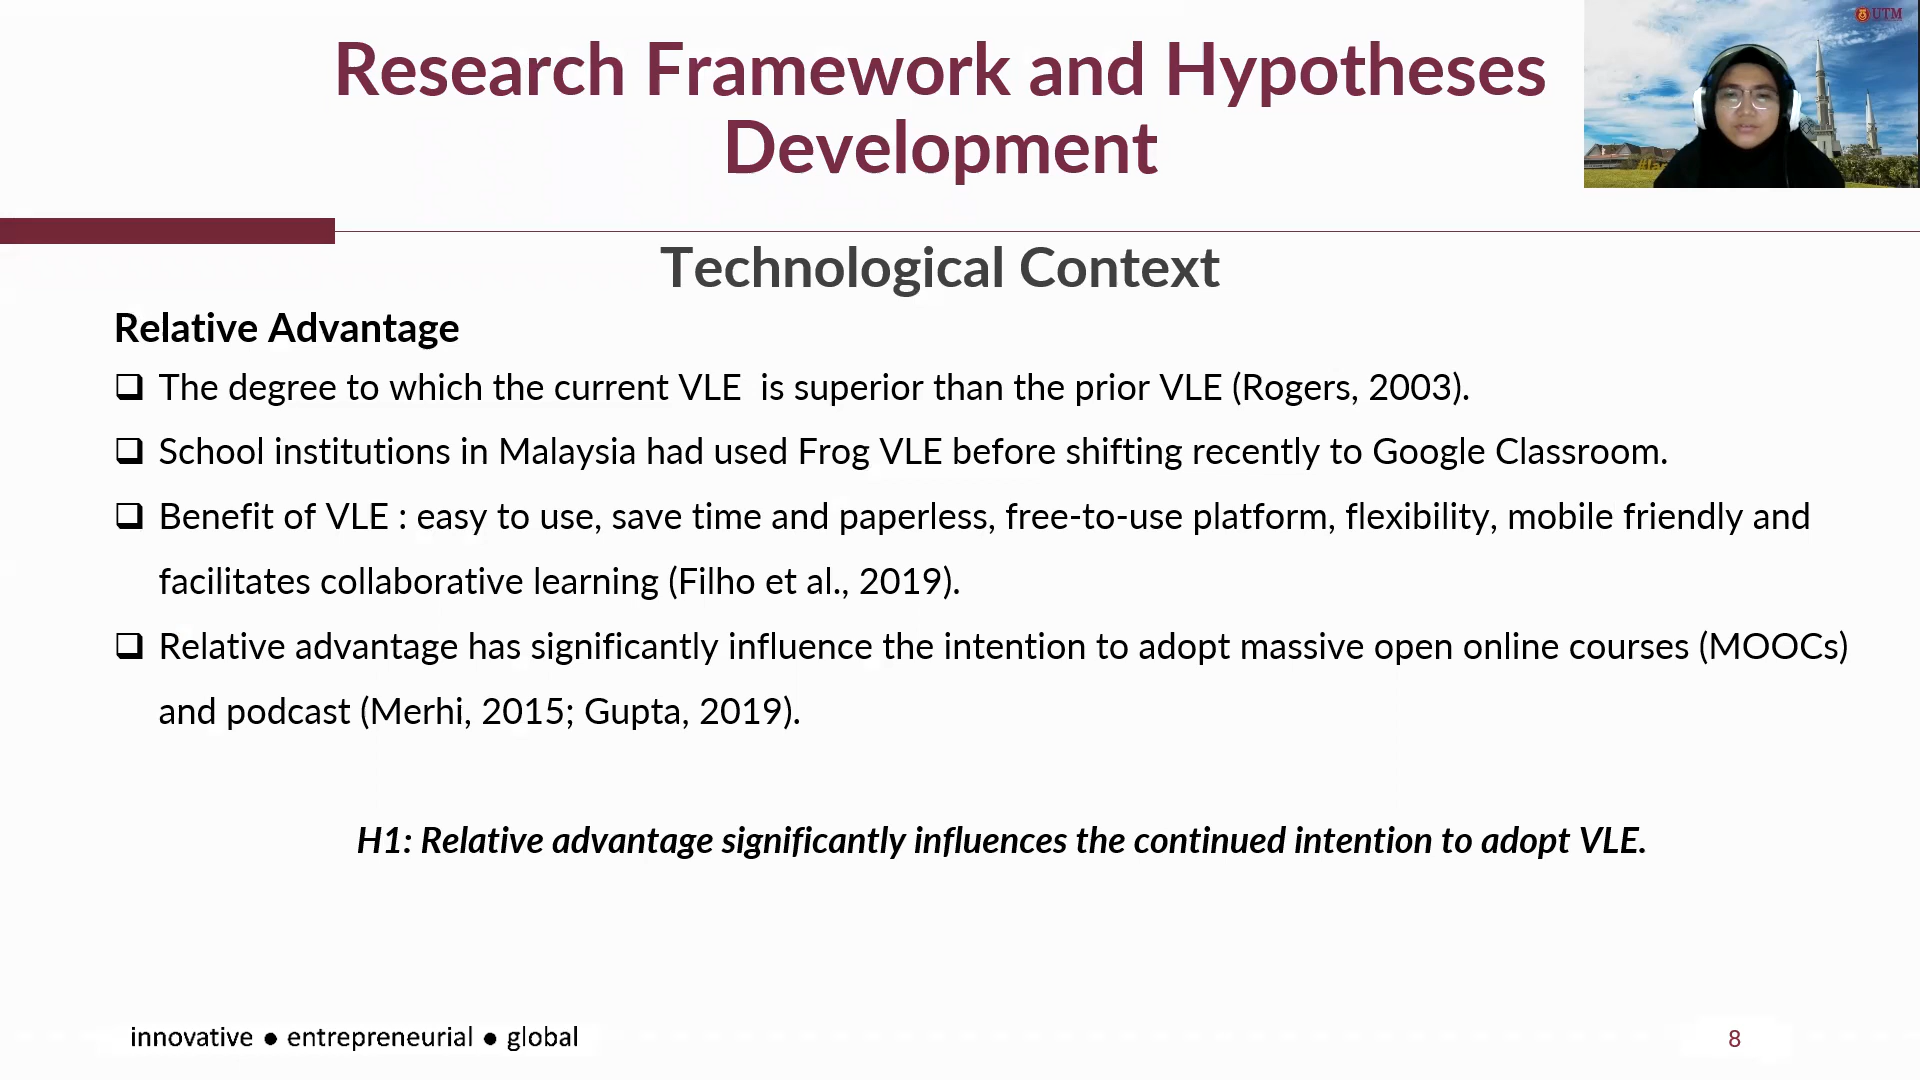 Research Framework and Hypotheses
Development
UTM
Technological Context
Relative Advantage
The degree to which the current VLE  is superior than the prior VLE (Rogers, 2003).
School institutions in Malaysia had used Frog VLE before shifting recently to Google Classroom.
Benefit of VLE : easy to use, save time and paperless, free-to-use platform, flexibility, mobile friendly and
facilitates collaborative learning (Filho et al., 2019).
Relative advantage has significantly influence the intention to adopt massive open online courses (MOOCs)
and podcast (Merhi, 2015; Gupta, 2019).
H1: Relative advantage significantly influences the continued intention to adopt VLE.
innovative ● entrepreneurial ● global
8